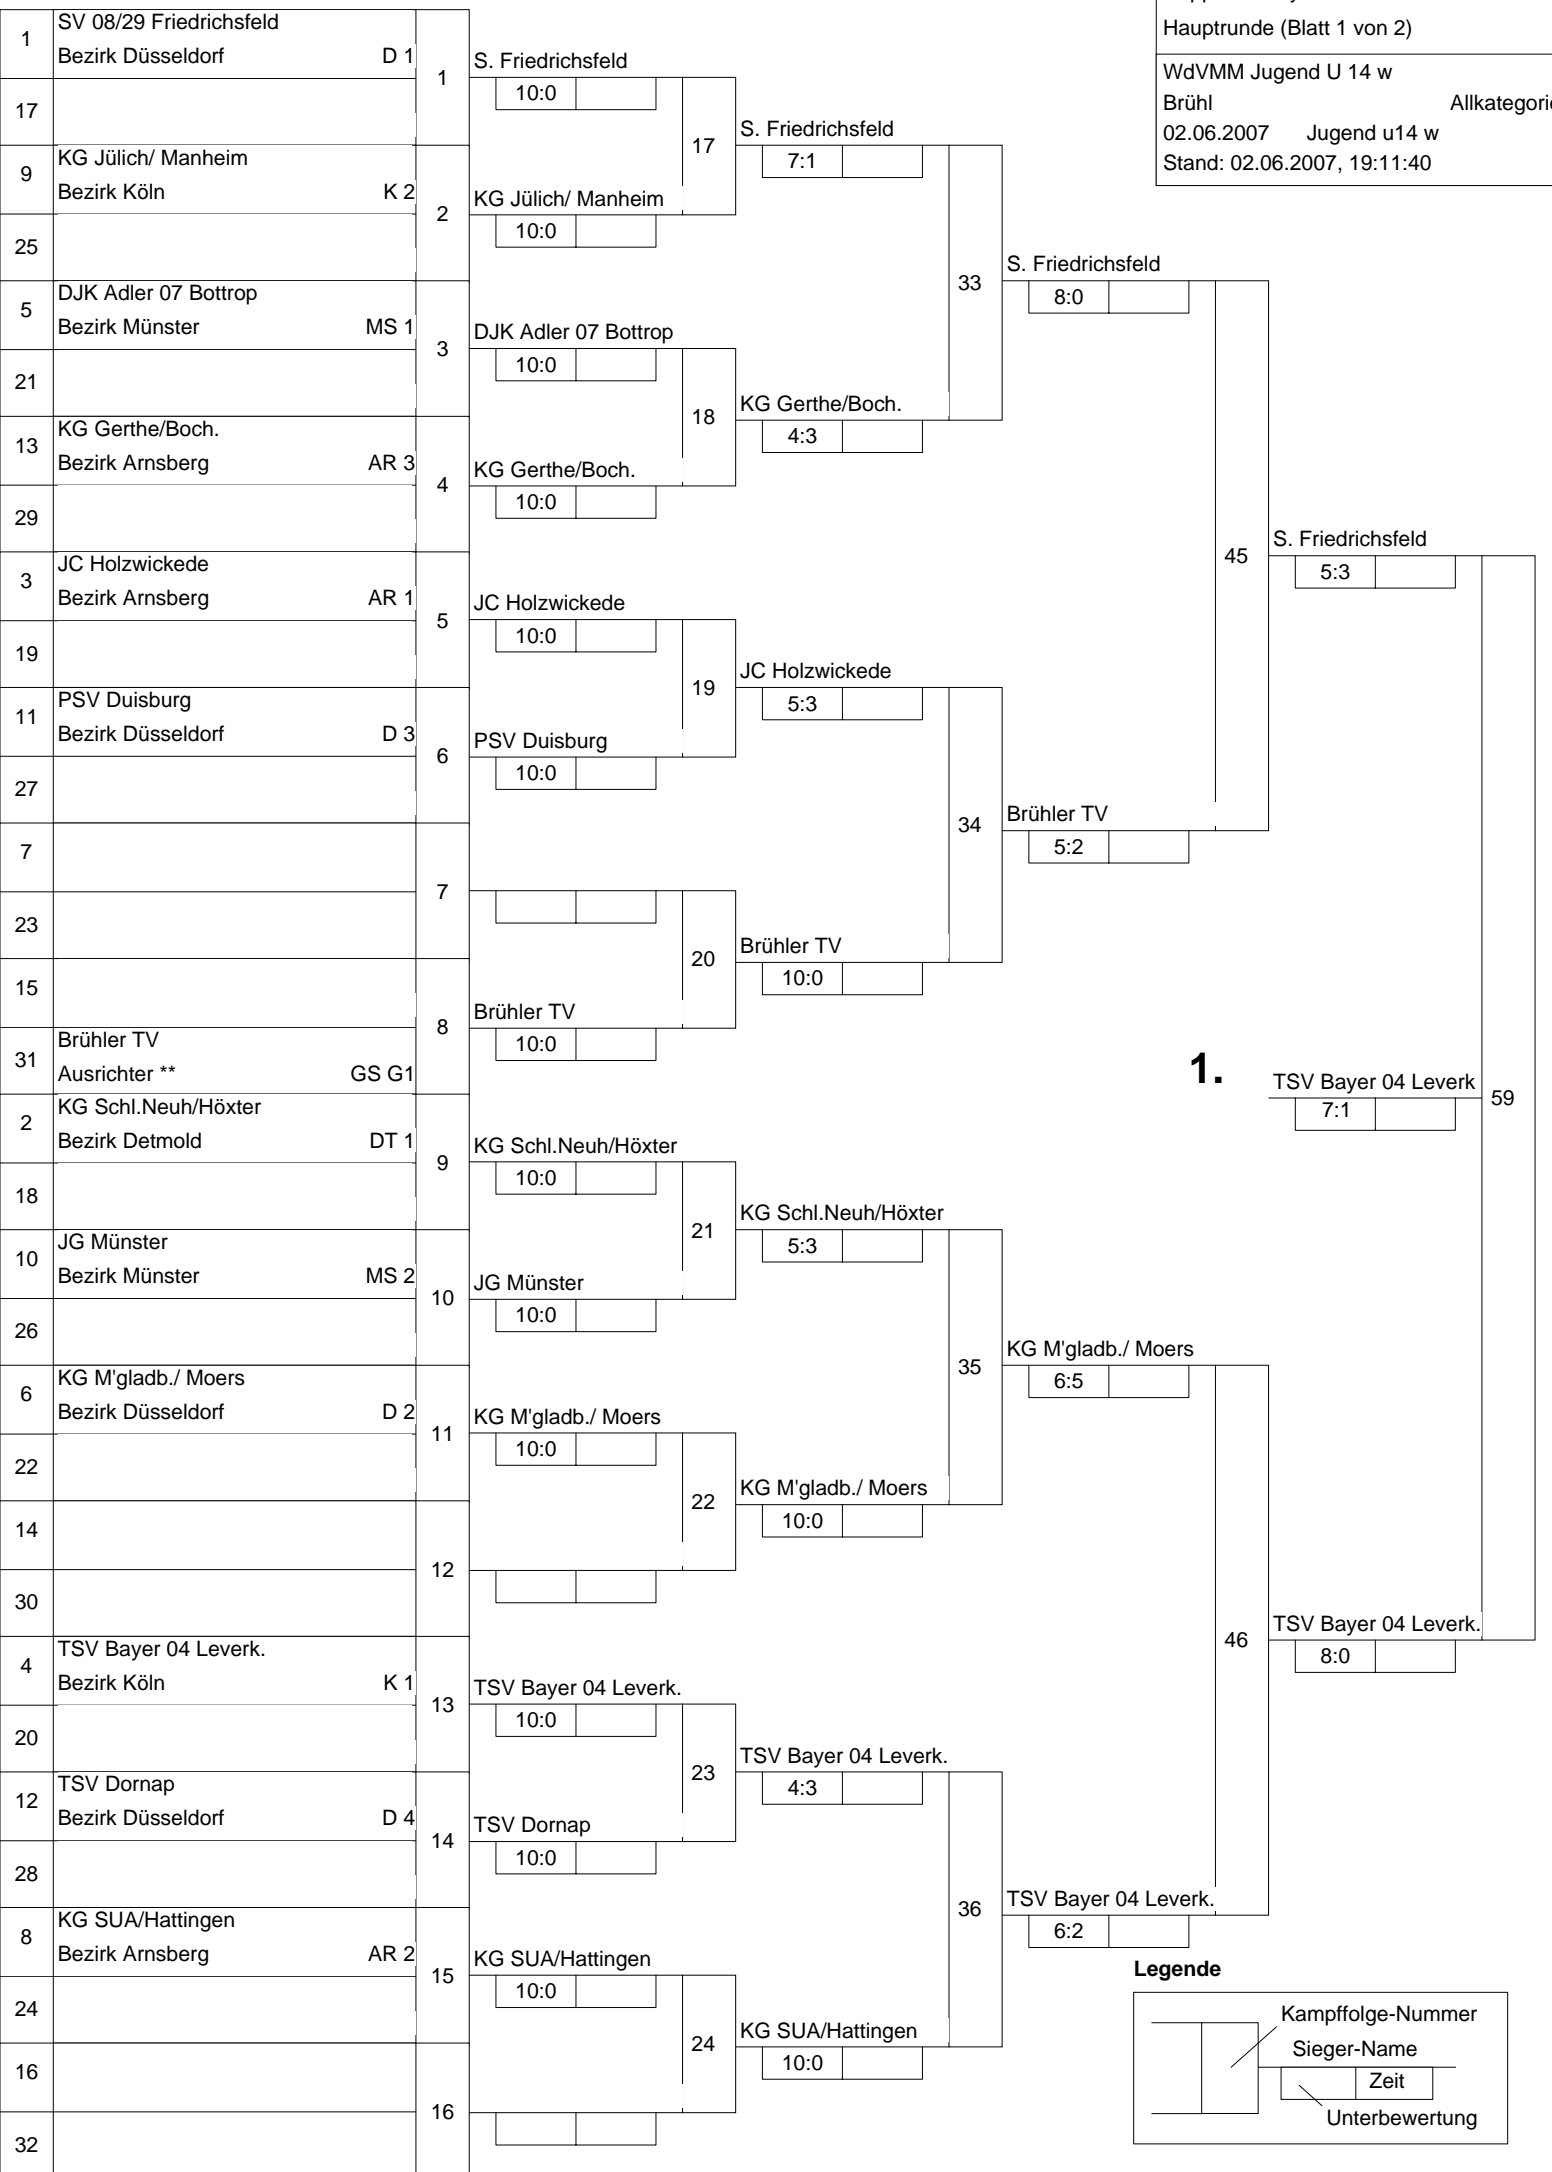 Hauptrunde (Blatt 1 von 2)
WdVMM Jugend U 14 w
Brühl
02.06.2007 Jugend u14 w
Stand: 02.06.2007, 19:11:40
1 SV 08/29 Friedrichsfeld
Bezirk Düsseldorf D 1
17
9 KG Jülich/ Manheim
Bezirk Köln K 2
25
5 DJK Adler 07 Bottrop
Bezirk Münster MS 1
21
13 KG Gerthe/Boch.
Bezirk Arnsberg AR 3
29
3 JC Holzwickede
Bezirk Arnsberg AR 1
19
11 PSV Duisburg
Bezirk Düsseldorf D 3
27
7
23
15
31 Brühler TV
Ausrichter ** GS G1
2 KG Schl.Neuh/Höxter
Bezirk Detmold DT 1
18
10 JG Münster
Bezirk Münster MS 2
26
6 KG M'gladb./ Moers
Bezirk Düsseldorf D 2
22
14
30
4 TSV Bayer 04 Leverk.
Bezirk Köln K 1
20
12 TSV Dornap
Bezirk Düsseldorf D 4
28
8 KG SUA/Hattingen
Bezirk Arnsberg AR 2
24
16
32
1 S. Friedrichsfeld
10:0
2 KG Jülich/ Manheim
10:0
3 DJK Adler 07 Bottrop
10:0
4 KG Gerthe/Boch.
10:0
5 JC Holzwickede
10:0
6 PSV Duisburg
10:0
7
8 Brühler TV
10:0
9 KG Schl.Neuh/Höxter
10:0
10 JG Münster
10:0
11 KG M'gladb./ Moers
10:0
12
13 TSV Bayer 04 Leverk.
10:0
14 TSV Dornap
10:0
15 KG SUA/Hattingen
10:0
16
17 S. Friedrichsfeld
7:1
18 KG Gerthe/Boch.
4:3
19 JC Holzwickede
5:3
20 Brühler TV
10:0
21 KG Schl.Neuh/Höxter
5:3
22 KG M'gladb./ Moers
10:0
23 TSV Bayer 04 Leverk.
4:3
24 KG SUA/Hattingen
10:0
33 S. Friedrichsfeld
8:0
34 Brühler TV
5:2
35 KG M'gladb./ Moers
6:5
36 TSV Bayer 04 Leverk.
6:2
45 S. Friedrichsfeld
5:3
46 TSV Bayer 04 Leverk.
8:0
1. TSV Bayer 04 Leverk 59
7:1
Legende
Kampffolge-Nummer
Sieger-Name
Zeit
Unterbewertung